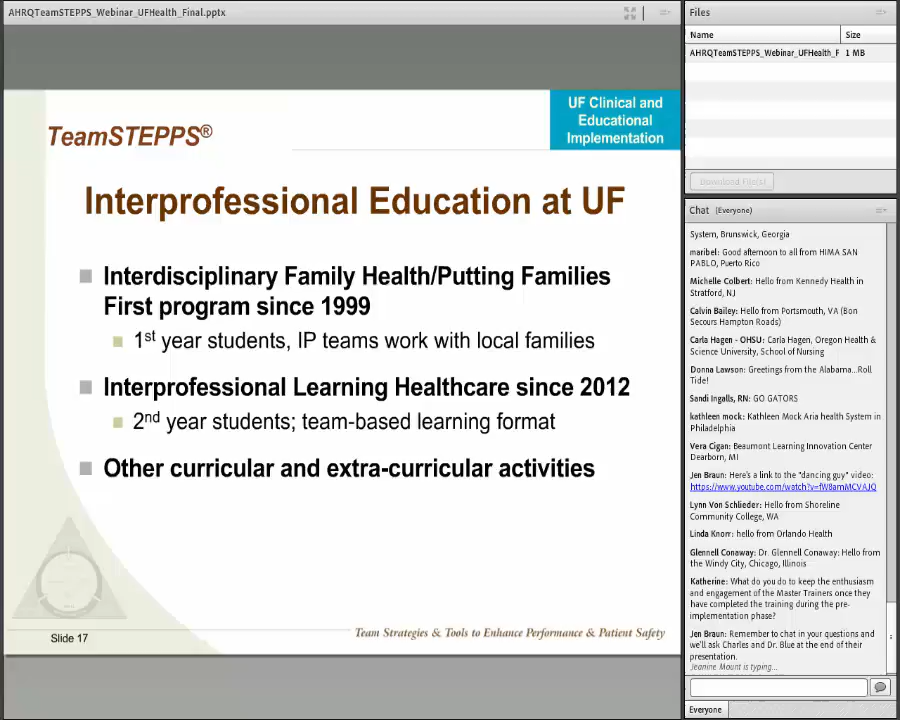 AHRQTeamSTEPPS_Webinar_UFHealth_Final.pptx
UF Clinical and
Educational
Implementation
TeamSTEPPS®
Interprofessional Education at UF
Interdisciplinary Family Health/Putting Families
First program since 1999
1st year students, IP teams work with local families
Interprofessional Learning Healthcare since 2012
2nd year students; team-based learning format
Other curricular and extra-curricular activities
Team Strategies & Tools to Enhance Performance & Patient Safety
Slide 17
Files
Name Size
AHRQTeamSTEPPS_Webinar_UFHealth_F 1 MB
Download File(s)
Chat (Everyone)
System, Brunswick, Georgia
maribel: Good afternoon to all from HIMA SAN
PABLO, Puerto Rico
Michelle Colbert: Hello from Kennedy Health in
Stratford, NJ
Calvin Bailey: Hello from Portsmouth, VA (Bon
Secours Hampton Roads)
Carla Hagen - OHSU: Carla Hagen, Oregon Health &
Science University, School of Nursing
Donna Lawson: Greetings from the Alabama...Roll
Tide!
Sandi Ingalls, RN: GO GATORS
kathleen mock: Kathleen Mock Aria health System in
Philadelphia
Vera Cigan: Beaumont Learning Innovation Center
Dearborn, MI
Jen Braun: Here's a link to the "dancing guy" video:
https://www.youtube.com/watch?v=fW8amMCVAJQ
Lynn Von Schlieder: Hello from Shoreline
Community College, WA
Linda Knorr: hello from Orlando Health
Glennell Conaway: Dr. Glennell Conaway: Hello from
the Windy City, Chicago, Illinois
Katherine: What do you do to keep the enthusiasm
and engagement of the Master Trainers once they
have completed the training during the pre-
implementation phase?
Jen Braun: Remember to chat in your questions and
we'll ask Charles and Dr. Blue at the end of their
presentation.
Jeanine Maunt is typing...
Everyone